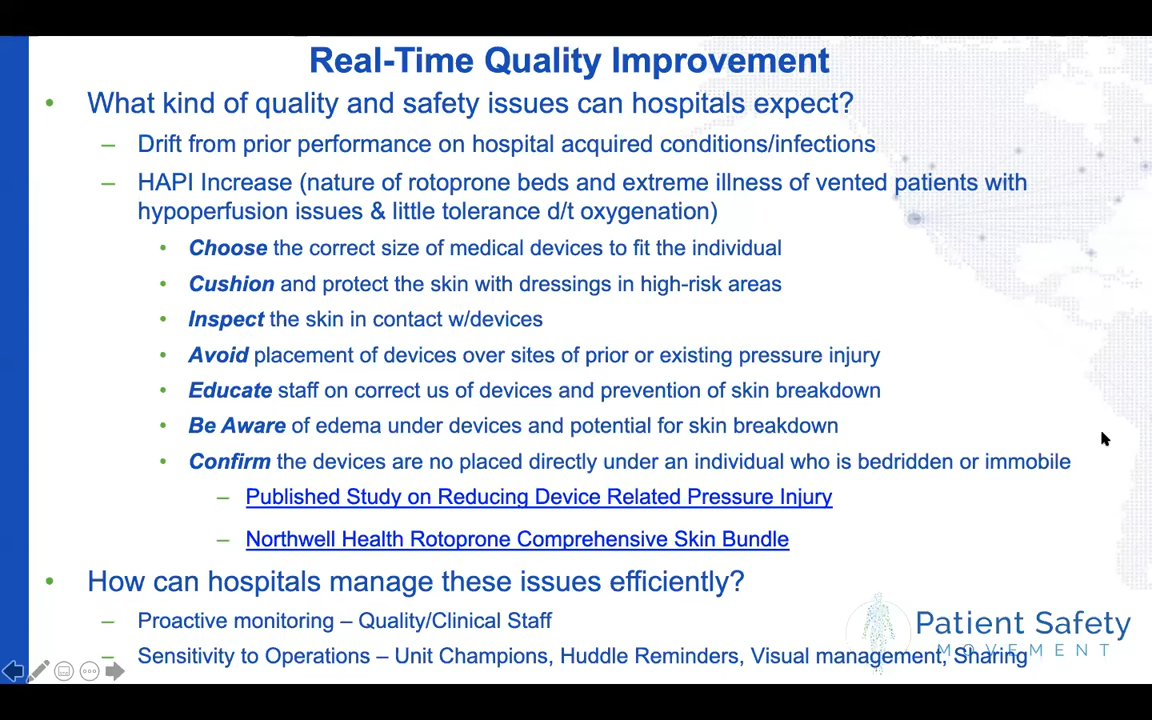 Real-Time Quality Improvement
• What kind of quality and safety issues can hospitals expect?
– Drift from prior performance on hospital acquired conditions/infections
– HAPI Increase (nature of rotoprone beds and extreme illness of vented patients with
hypoperfusion issues & little tolerance d/t oxygenation)
• Choose the correct size of medical devices to fit the individual
• Cushion and protect the skin with dressings in high-risk areas
• Inspect the skin in contact w/devices
• Avoid placement of devices over sites of prior or existing pressure injury
• Educate staff on correct us of devices and prevention of skin breakdown
• Be Aware of edema under devices and potential for skin breakdown
• Confirm the devices are no placed directly under an individual who is bedridden or immobile
– Published Study on Reducing Device Related Pressure Injury
– Northwell Health Rotoprone Comprehensive Skin Bundle
• How can hospitals manage these issues efficiently?
– Proactive monitoring – Quality/Clinical Staff
– Sensitivity to Operations – Unit Champions, Huddle Reminders, Visual management, Sharing
Patient Safety
MOVEMENT